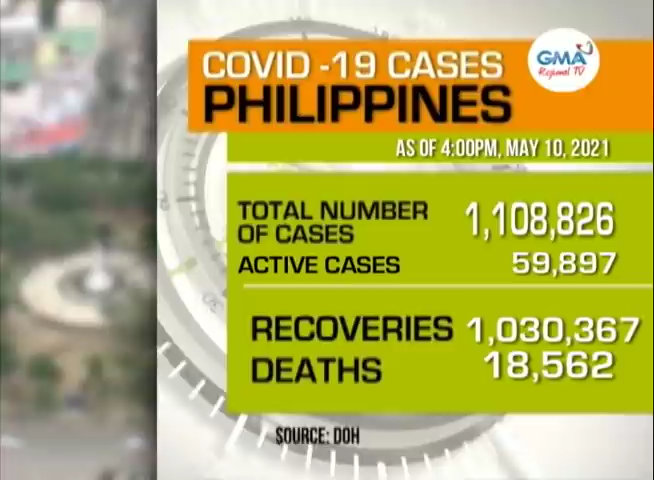 COVID -19 CASES
PHILIPPINES
GMA
Regional TV
AS OF 4:00PM, MAY 10, 2021
TOTAL NUMBER
OF CASES
1,108,826
ACTIVE CASES 59,897
RECOVERIES 1,030,367
DEATHS 18,562
SOURCE: DOH